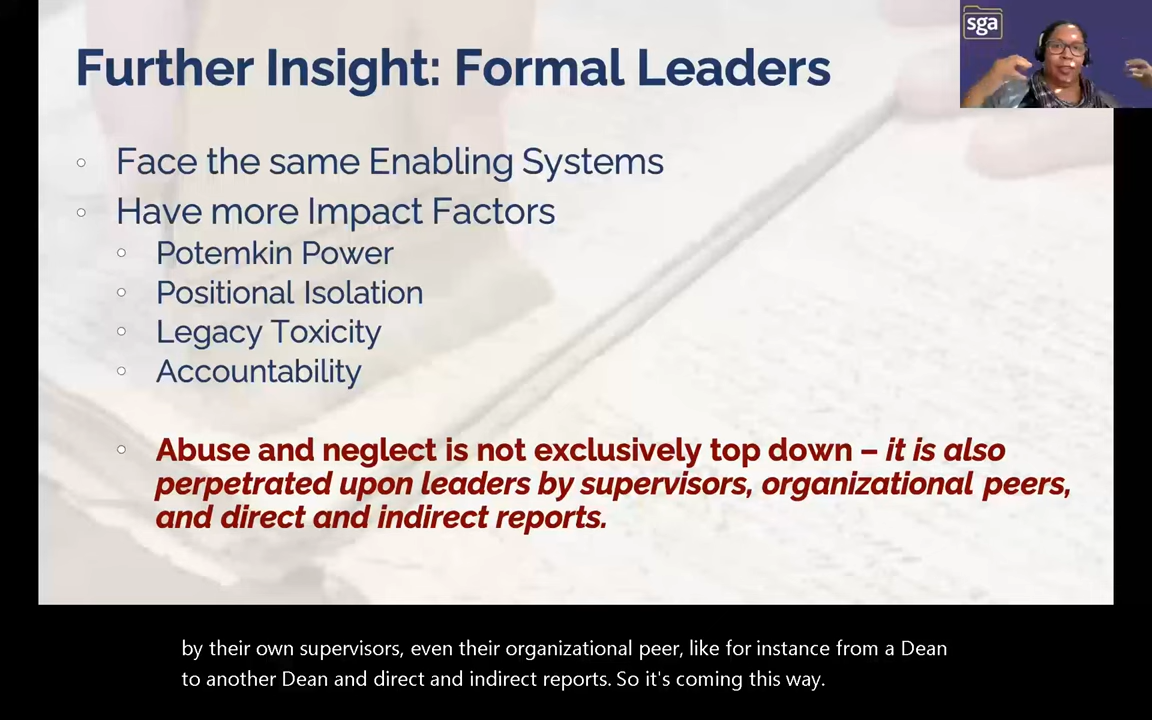 sga
Further Insight: Formal Leaders
Face the same Enabling Systems
Have more Impact Factors
Potemkin Power
Positional Isolation
Legacy Toxicity
Accountability
Abuse and neglect is not exclusively top down – it is also
perpetrated upon leaders by supervisors, organizational peers,
and direct and indirect reports.
by their own supervisors, even their organizational peer, like for instance from a Dean
to another Dean and direct and indirect reports. So it's coming this way.